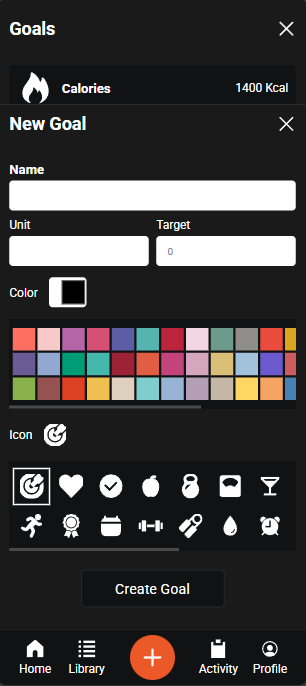 Goals
Calories 1400 Kcal
New Goal
Name
Unit Target
0
Color
Icon
Create Goal
Home Library Activity Profile